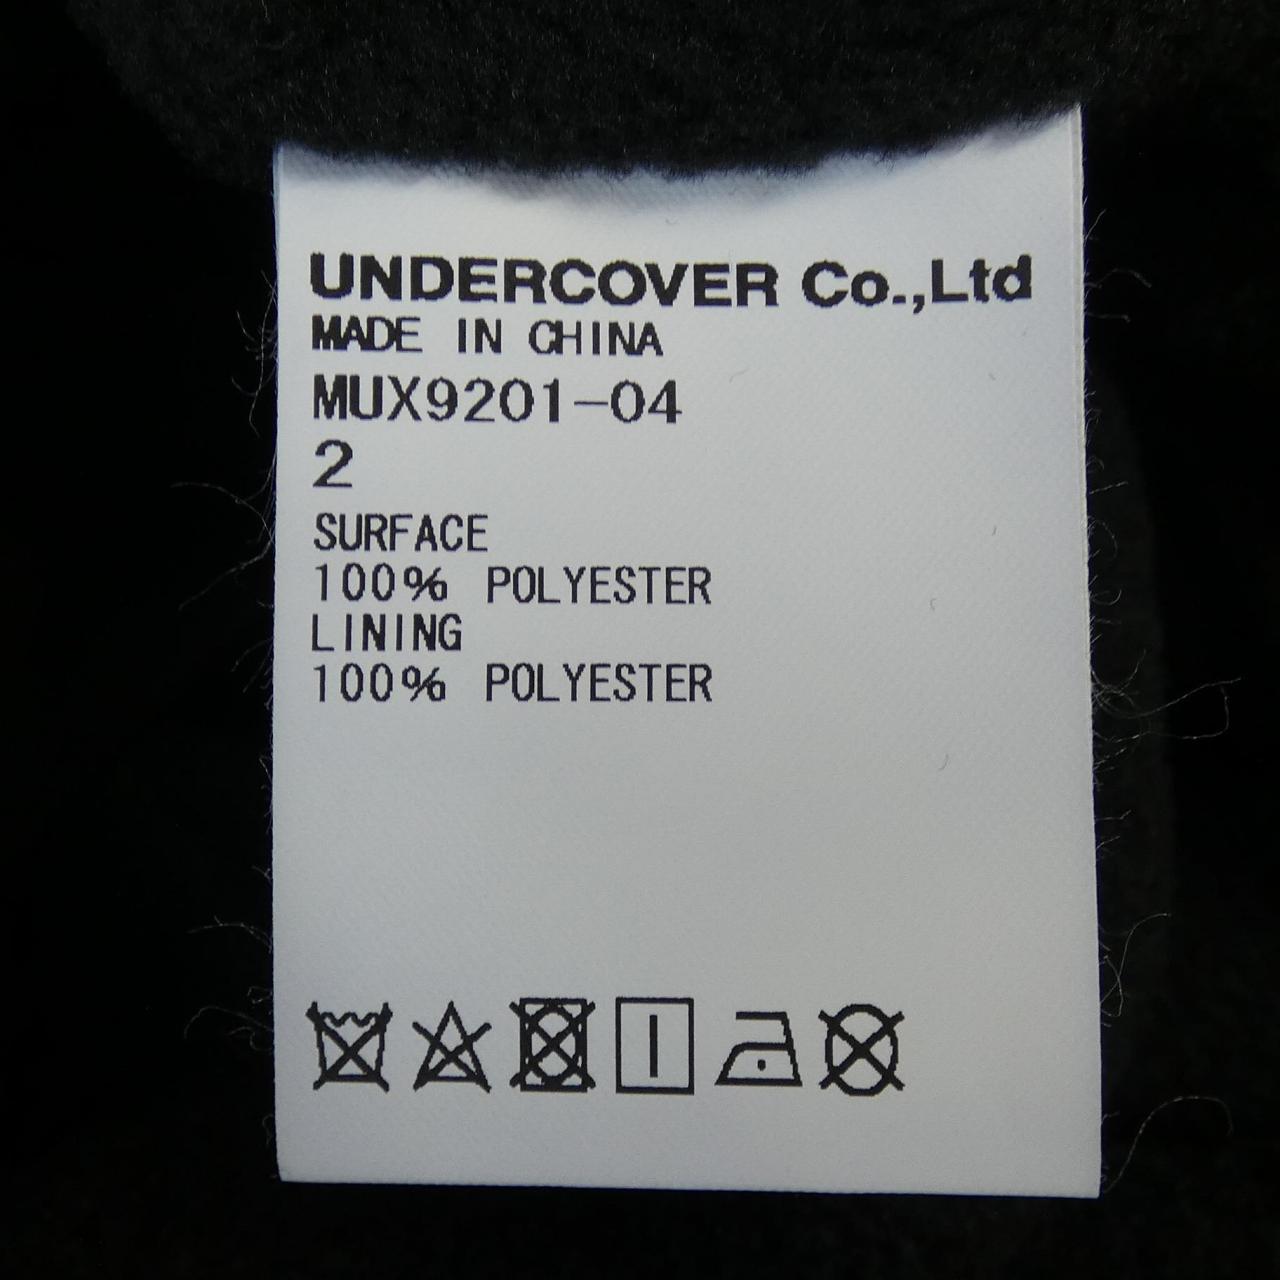 UNDERCOVER Co.,Ltd
MADE IN CHINA
MUX9201-04
2
SURFACE
100% POLYESTER
LINING
100% POLYESTER